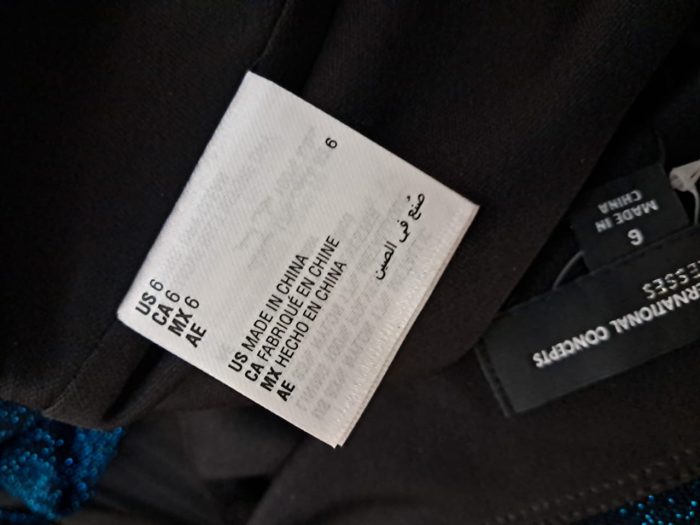 US 6
CA 6
MX 6
AE 6
US MADE IN CHINA
CA FABRIQUÉ EN CHINE
MX HECHO EN CHINA
AE صُنع في الصين
INTERNATIONAL CONCEPTS
DRESSES
6
MADE IN
CHINA